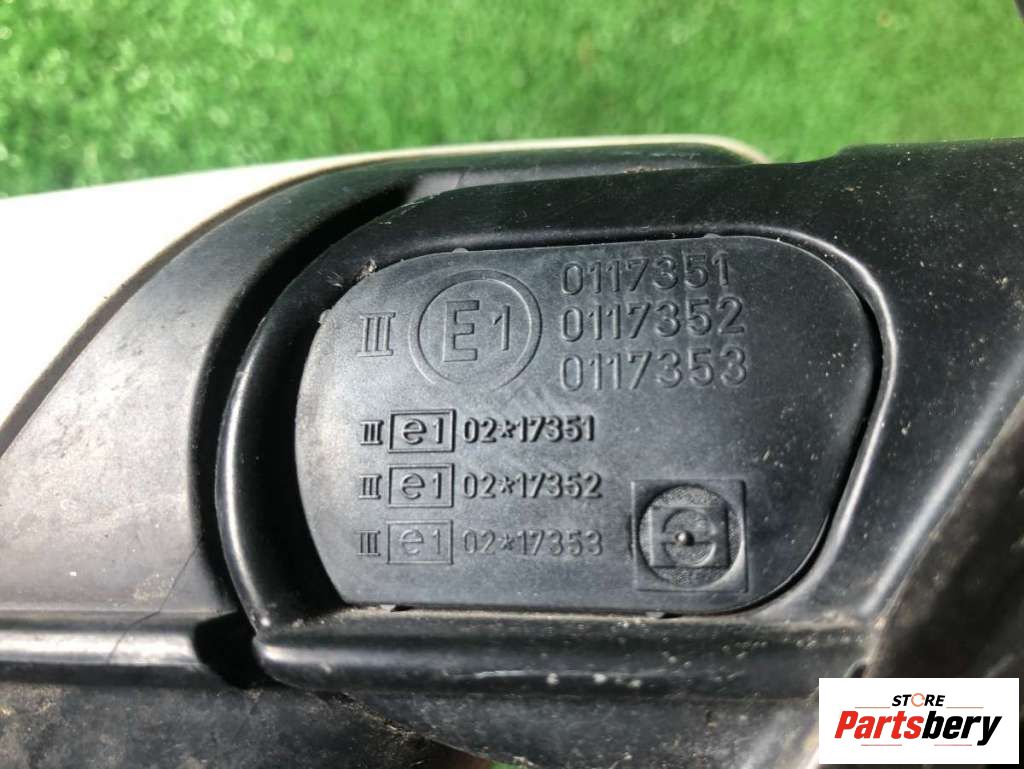 III E1 0117351
0117352
0117353
III e1 02*17351
III e1 02*17352
III e1 02*17353
STORE
Partsbery